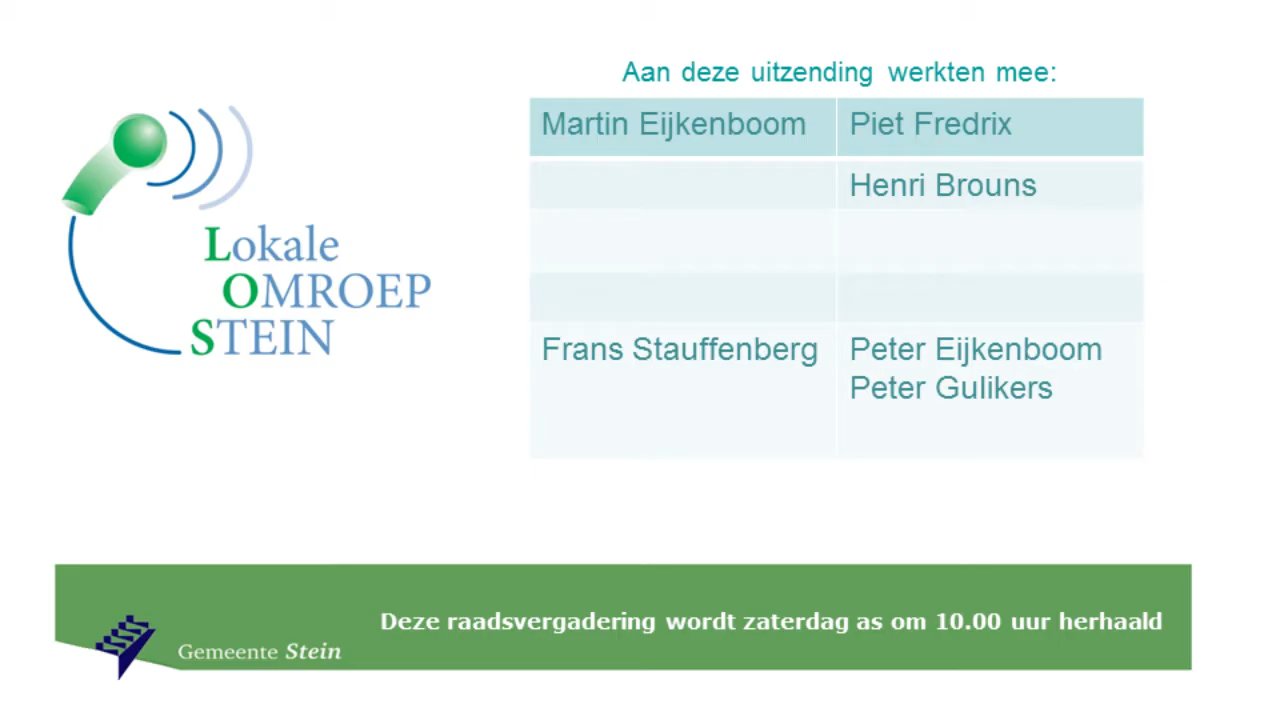 Aan deze uitzending werkten mee:
Martin Eijkenboom
Piet Fredrix
Henri Brouns
Frans Stauffenberg
Peter Eijkenboom
Peter Gulikers
Lokale
OMROEP
STEIN
Deze raadsvergadering wordt zaterdag as om 10.00 uur herhaald
Gemeente Stein